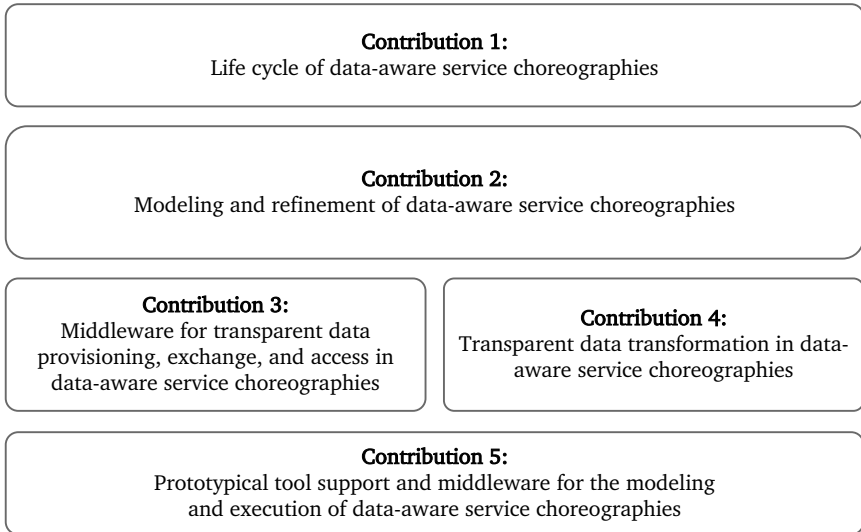 Contribution 1:
Life cycle of data-aware service choreographies
Contribution 2:
Modeling and refinement of data-aware service choreographies
Contribution 3:
Middleware for transparent data
provisioning, exchange, and access in
data-aware service choreographies
Contribution 4:
Transparent data transformation in data-
aware service choreographies
Contribution 5:
Prototypical tool support and middleware for the modeling
and execution of data-aware service choreographies